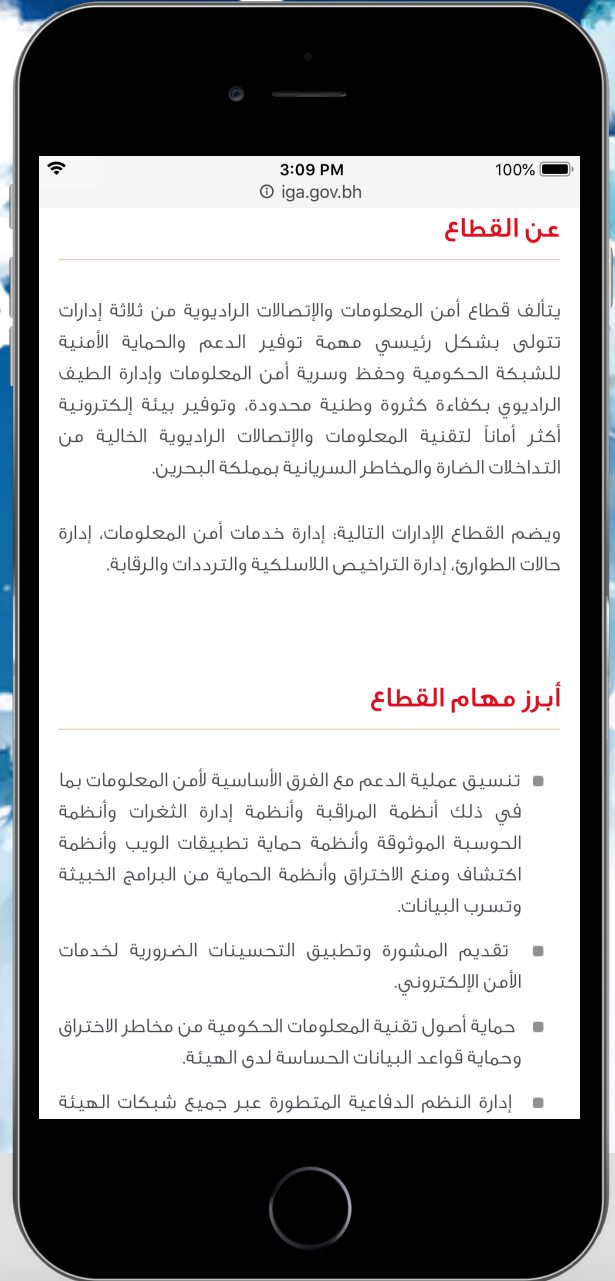 3:09 PM
100%
iga.gov.bh
عن القطاع
يتألف قطاع أمن المعلومات والإتصالات الراديوية من ثلاثة إدارات
تتولى بشكل رئيسي مهمة توفير الدعم والحماية الأمنية
للشبكة الحكومية وحفظ وسرية أمن المعلومات وإدارة الطيف
الراديوي بكفاءة كثروة وطنية محدودة، وتوفير بيئة إلكترونية
أكثر أماناً لتقنية المعلومات والإتصالات الراديوية الخالية من
التداخلات الضارة والمخاطر السريانية بمملكة البحرين.
ويضم القطاع الإدارات التالية: إدارة خدمات أمن المعلومات، إدارة
حالات الطوارئ، إدارة التراخيص اللاسلكية والترددات والرقابة.
أبرز مهام القطاع
تنسيق عملية الدعم مع الفرق الأساسية لأمن المعلومات بما
في ذلك أنظمة المراقبة وأنظمة إدارة الثغرات وأنظمة
الحوسبة الموثوقة وأنظمة حماية تطبيقات الويب وأنظمة
اكتشاف ومنع الاختراق وأنظمة الحماية من البرامج الخبيثة
وتسرب البيانات.
تقديم المشورة وتطبيق التحسينات الضرورية لخدمات
الأمن الإلكتروني.
حماية أصول تقنية المعلومات الحكومية من مخاطر الاختراق
وحماية قواعد البيانات الحساسة لدى الهيئة.
إدارة النظم الدفاعية المتطورة عبر جميع شبكات الهيئة